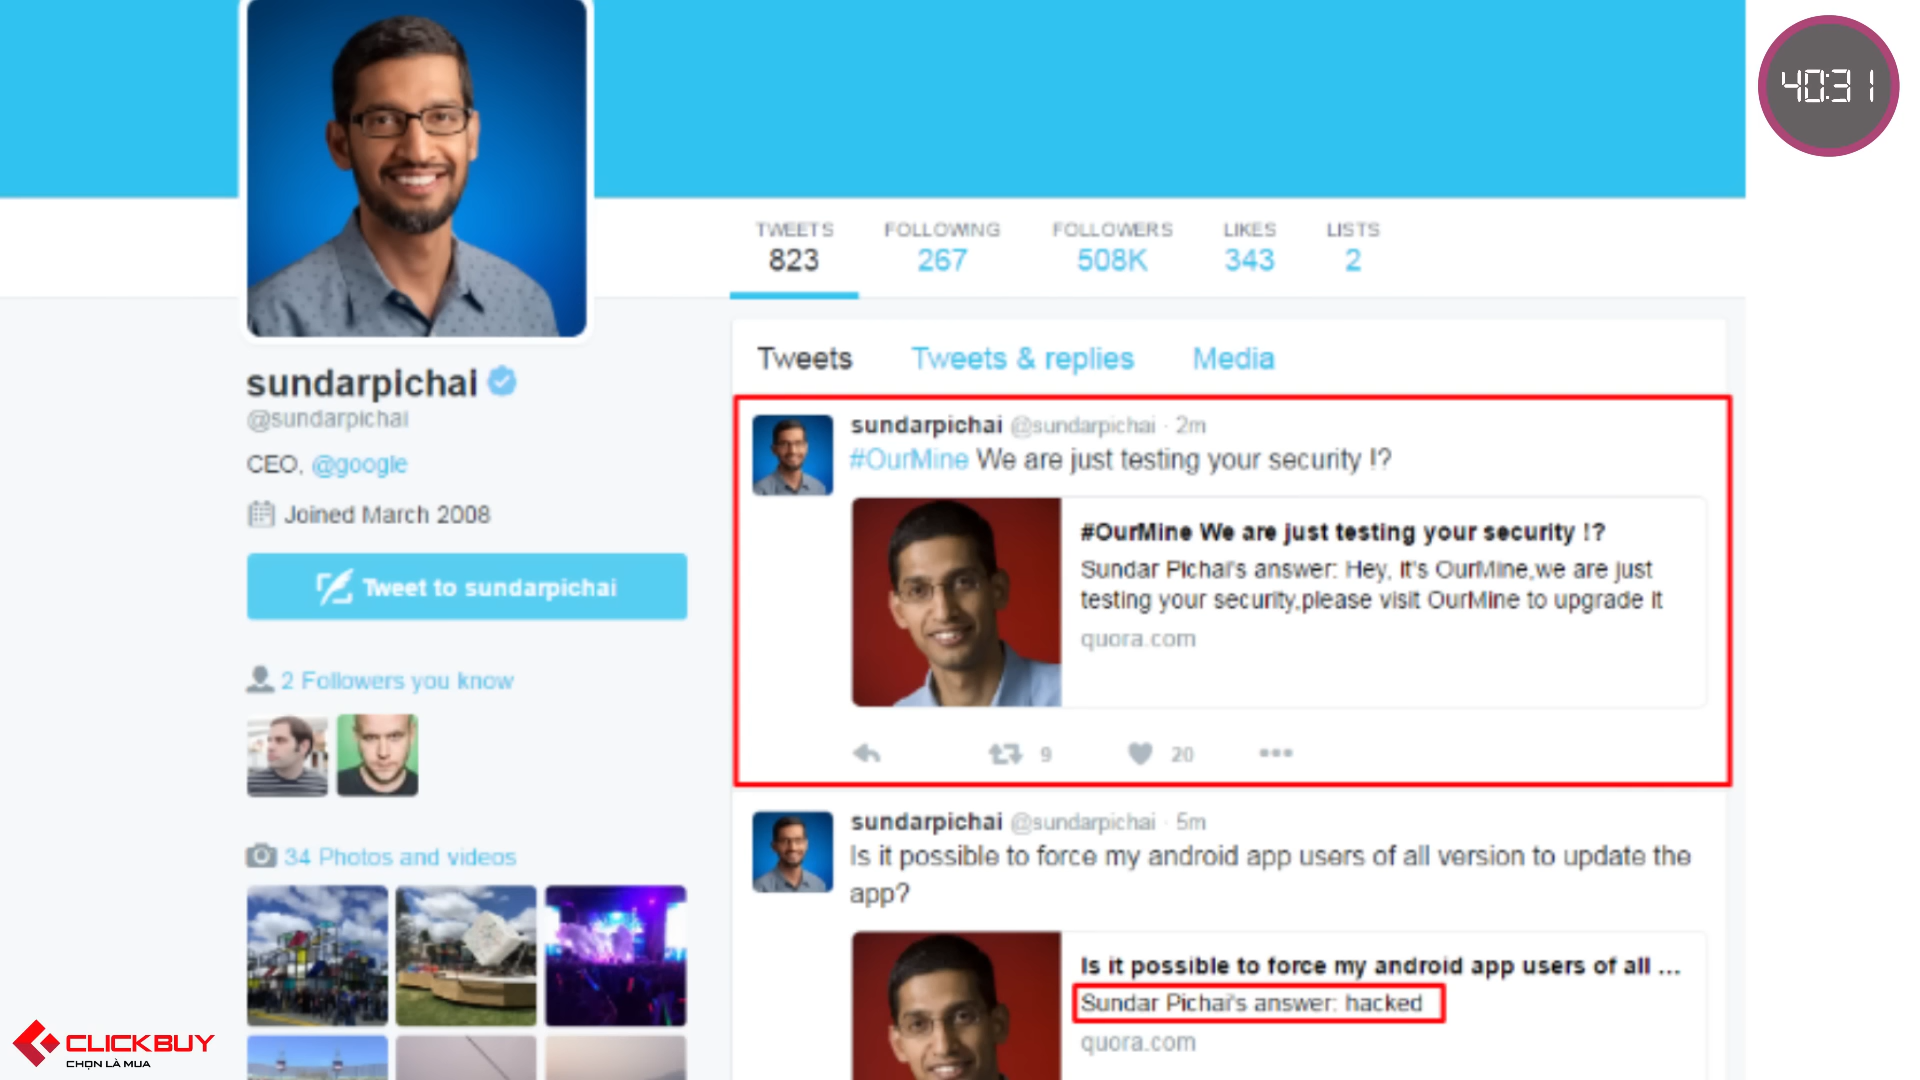 40:31
TWEETS FOLLOWING FOLLOWERS LIKES LISTS
823 267 508K 343 2
Tweets Tweets & replies Media
sundarpichai
@sundarpichai
CEO, @google
Joined March 2008
Tweet to sundarpichai
2 Followers you know
34 Photos and videos
sundarpichai @sundarpichai · 2m
#OurMine We are just testing your security !?
#OurMine We are just testing your security !?
Sundar Pichai's answer: Hey, it's OurMine,we are just
testing your security,please visit OurMine to upgrade it
quora.com
9 20
sundarpichai @sundarpichai · 5m
Is it possible to force my android app users of all version to update the
app?
Is it possible to force my android app users of all ...
Sundar Pichai's answer: hacked
quora.com
CLICKBUY
CHỌN LÀ MUA